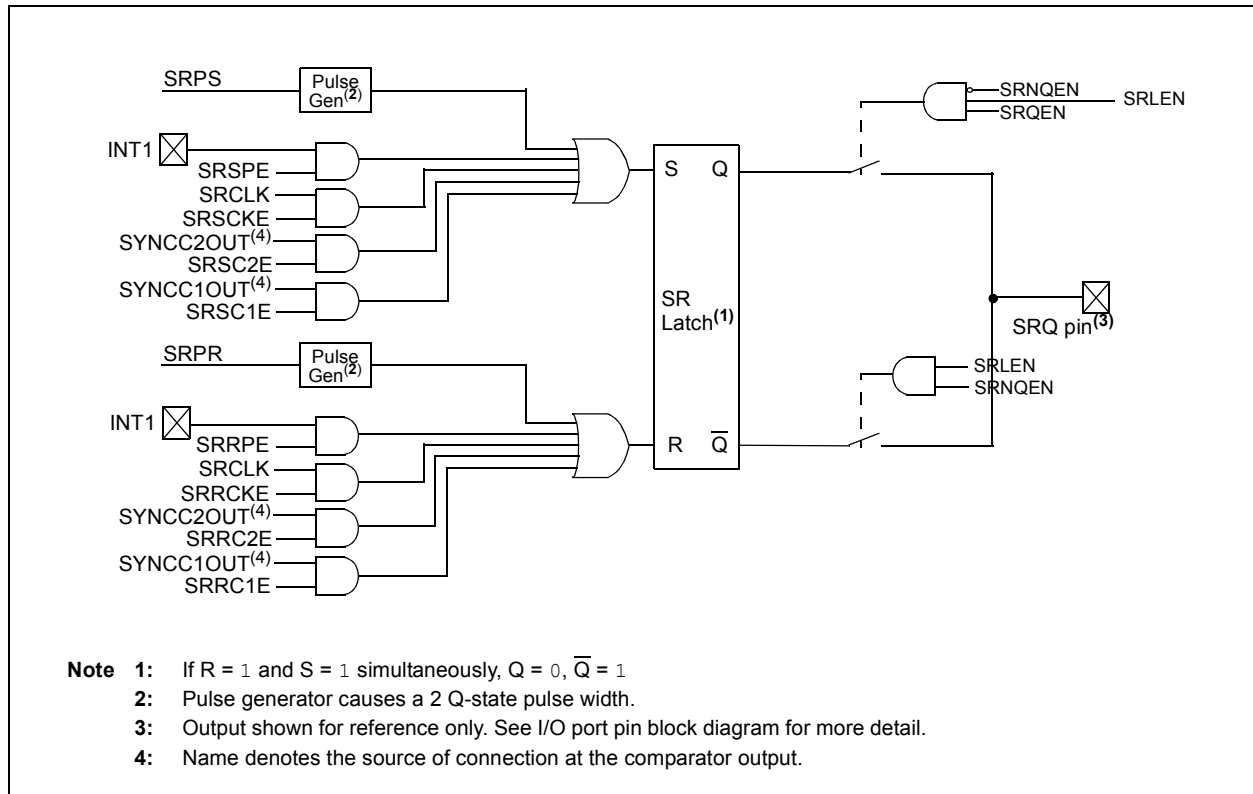 SRPS
Pulse
Gen(2)
INT1
SRSPE
SRCLK
SRSCKE
SYNCC2OUT(4)
SRSC2E
SYNCC1OUT(4)
SRSC1E
SRPR
Pulse
Gen(2)
INT1
SRRPE
SRCLK
SRRCKE
SYNCC2OUT(4)
SRRC2E
SYNCC1OUT(4)
SRRC1E
S Q
SR
Latch(1)
R Q̅
SRNQEN
SRLEN
SRQEN
SRQ pin(3)
SRLEN
SRNQEN
Note 1: If R = 1 and S = 1 simultaneously, Q = 0, Q̅ = 1
2: Pulse generator causes a 2 Q-state pulse width.
3: Output shown for reference only. See I/O port pin block diagram for more detail.
4: Name denotes the source of connection at the comparator output.